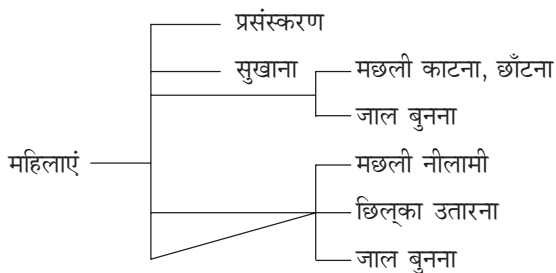 प्रसंस्करण
सुखाना
मछली काटना, छाँटना
जाल बुनना
महिलाएं
मछली नीलामी
छिल्का उतारना
जाल बुनना